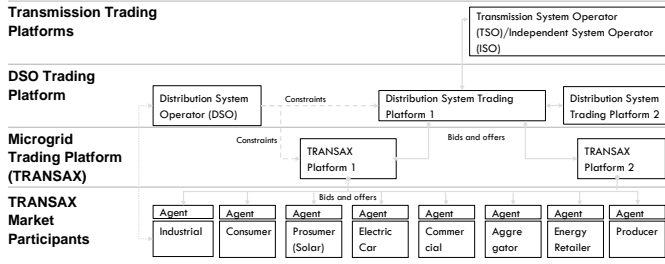 Transmission Trading
Platforms
Transmission System Operator
(TSO)/Independent System Operator
(ISO)
DSO Trading
Platform
Distribution System
Operator (DSO)
Constraints
Distribution System Trading
Platform 1
Distribution System
Trading Platform 2
Constraints
Bids and offers
Microgrid
Trading Platform
(TRANSAX)
TRANSAX
Platform 1
TRANSAX
Platform 2
TRANSAX
Market
Participants
Bids and offers
Agent
Industrial
Agent
Consumer
Agent
Prosumer
(Solar)
Agent
Electric
Car
Agent
Commer
cial
Agent
Aggre
gator
Agent
Energy
Retailer
Agent
Producer